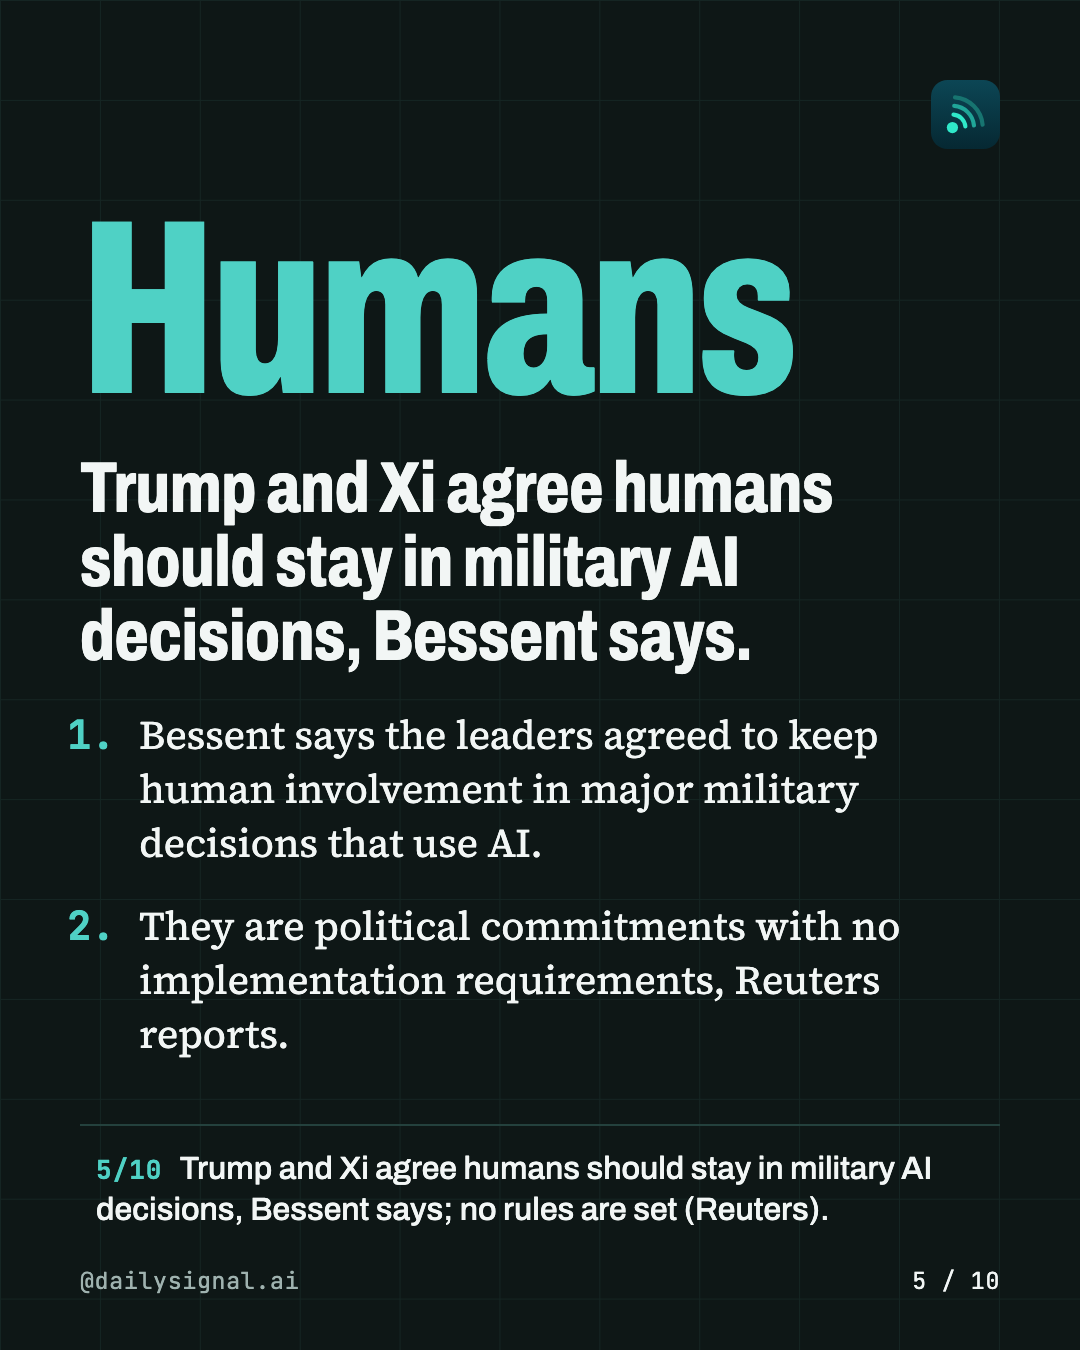 Humans
Trump and Xi agree humans
should stay in military AI
decisions, Bessent says.
1. Bessent says the leaders agreed to keep
human involvement in major military
decisions that use AI.
2. They are political commitments with no
implementation requirements, Reuters
reports.
5/10 Trump and Xi agree humans should stay in military AI
decisions, Bessent says; no rules are set (Reuters).
@dailysignal.ai
5 / 10